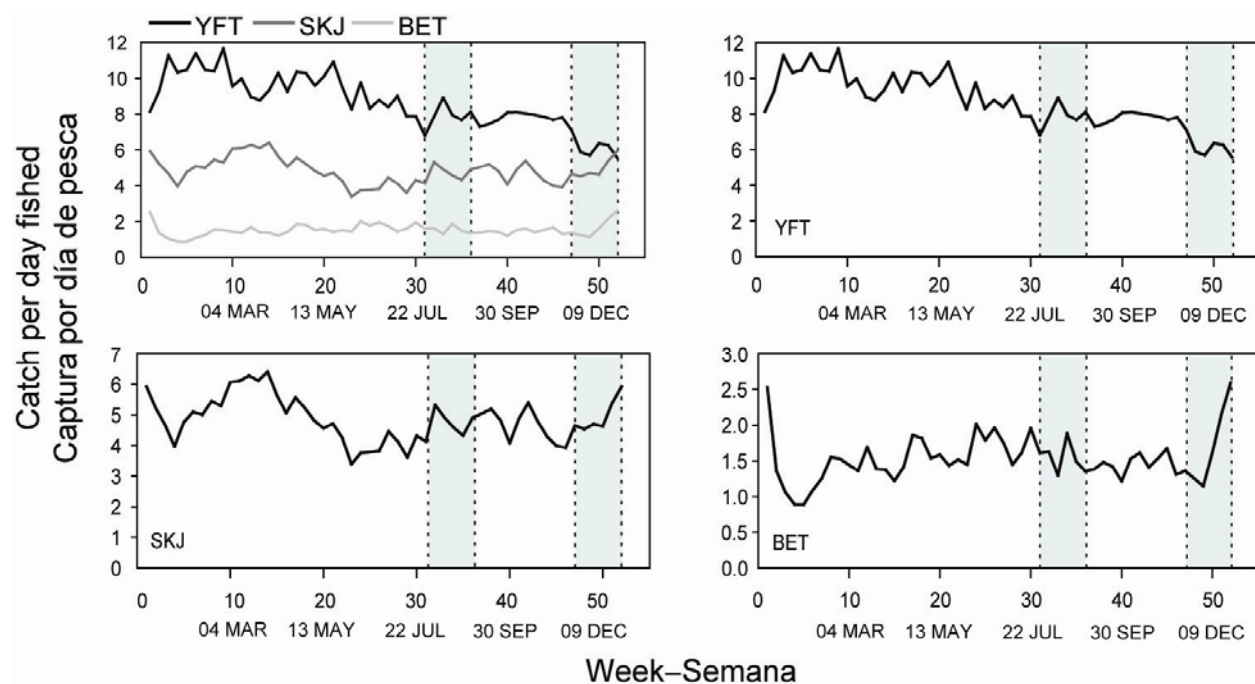 YFT SKJ BET
Catch per day fished
Captura por día de pesca
12
10
8
6
4
2
0
0 10 20 30 40 50
04 MAR 13 MAY 22 JUL 30 SEP 09 DEC
12
10
8
6
4
2
0
YFT
0 10 20 30 40 50
04 MAR 13 MAY 22 JUL 30 SEP 09 DEC
7
6
5
4
3
2
1
0
SKJ
0 10 20 30 40 50
04 MAR 13 MAY 22 JUL 30 SEP 09 DEC
3.0
2.5
2.0
1.5
1.0
0.5
0.0
BET
0 10 20 30 40 50
04 MAR 13 MAY 22 JUL 30 SEP 09 DEC
Week–Semana